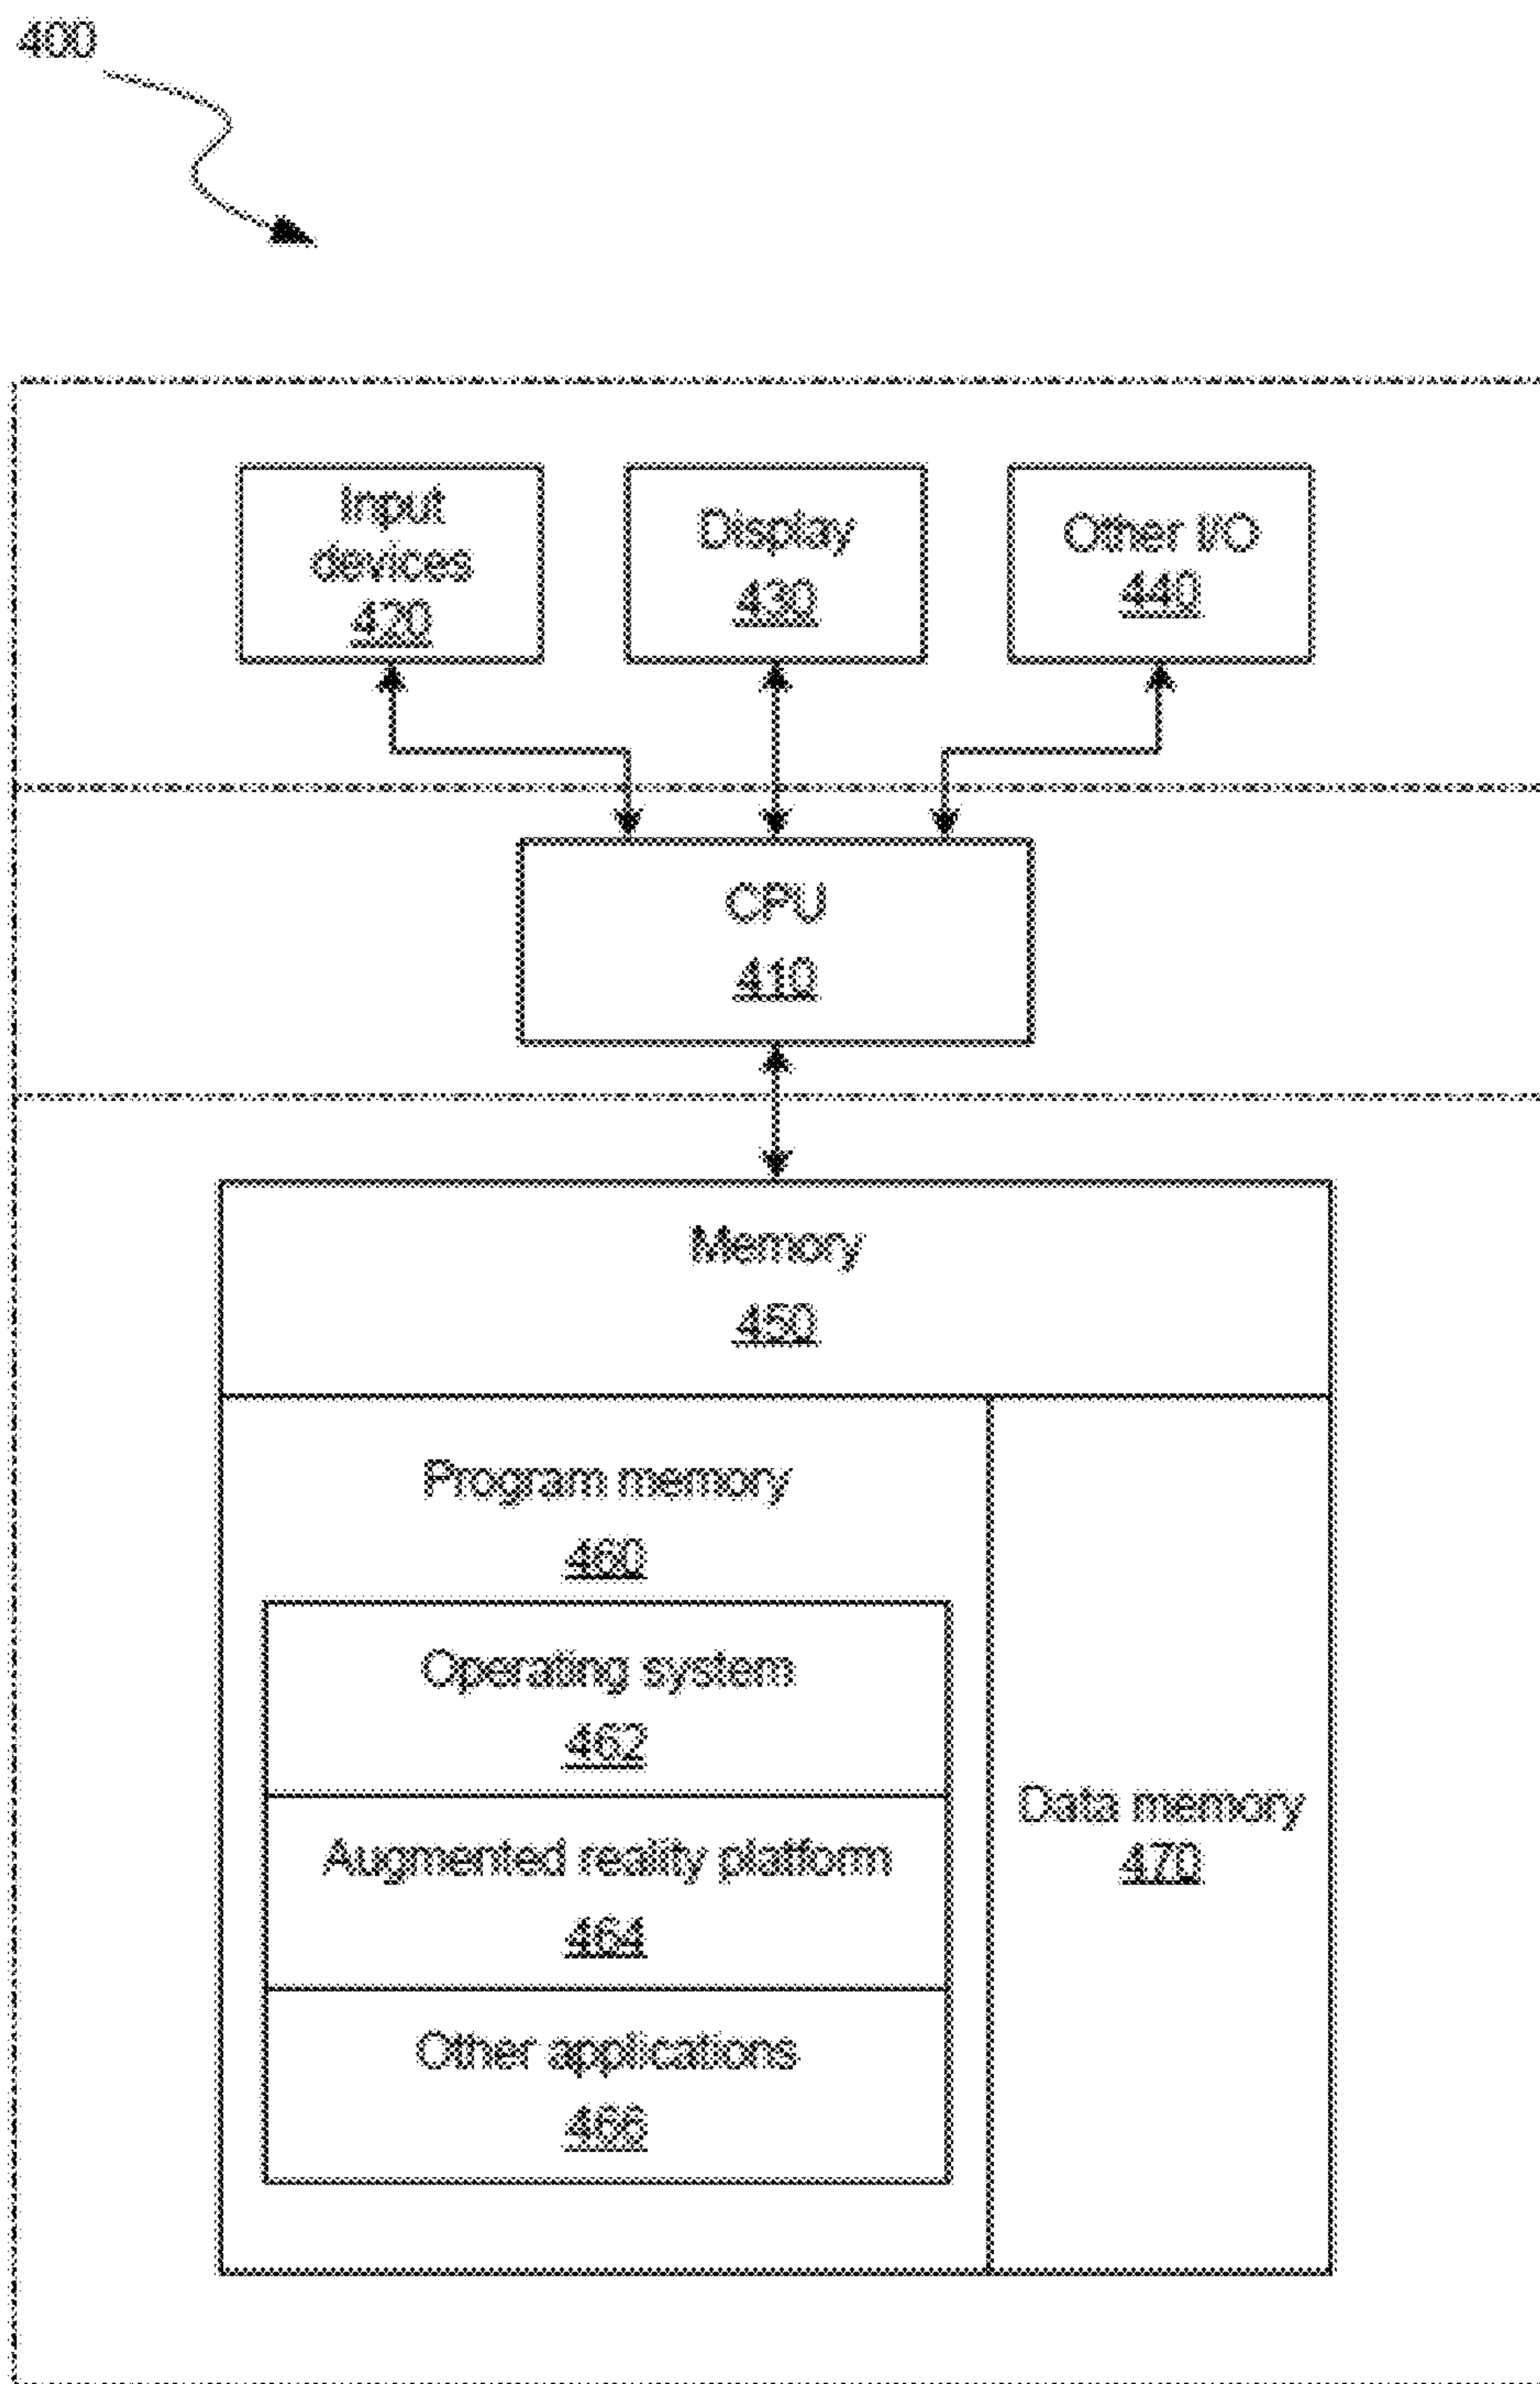 400
Input
devices
420
Display
430
Other I/O
440
CPU
410
Memory
450
Program memory
460
Operating system
462
Augmented reality platform
464
Other applications
466
Data memory
470